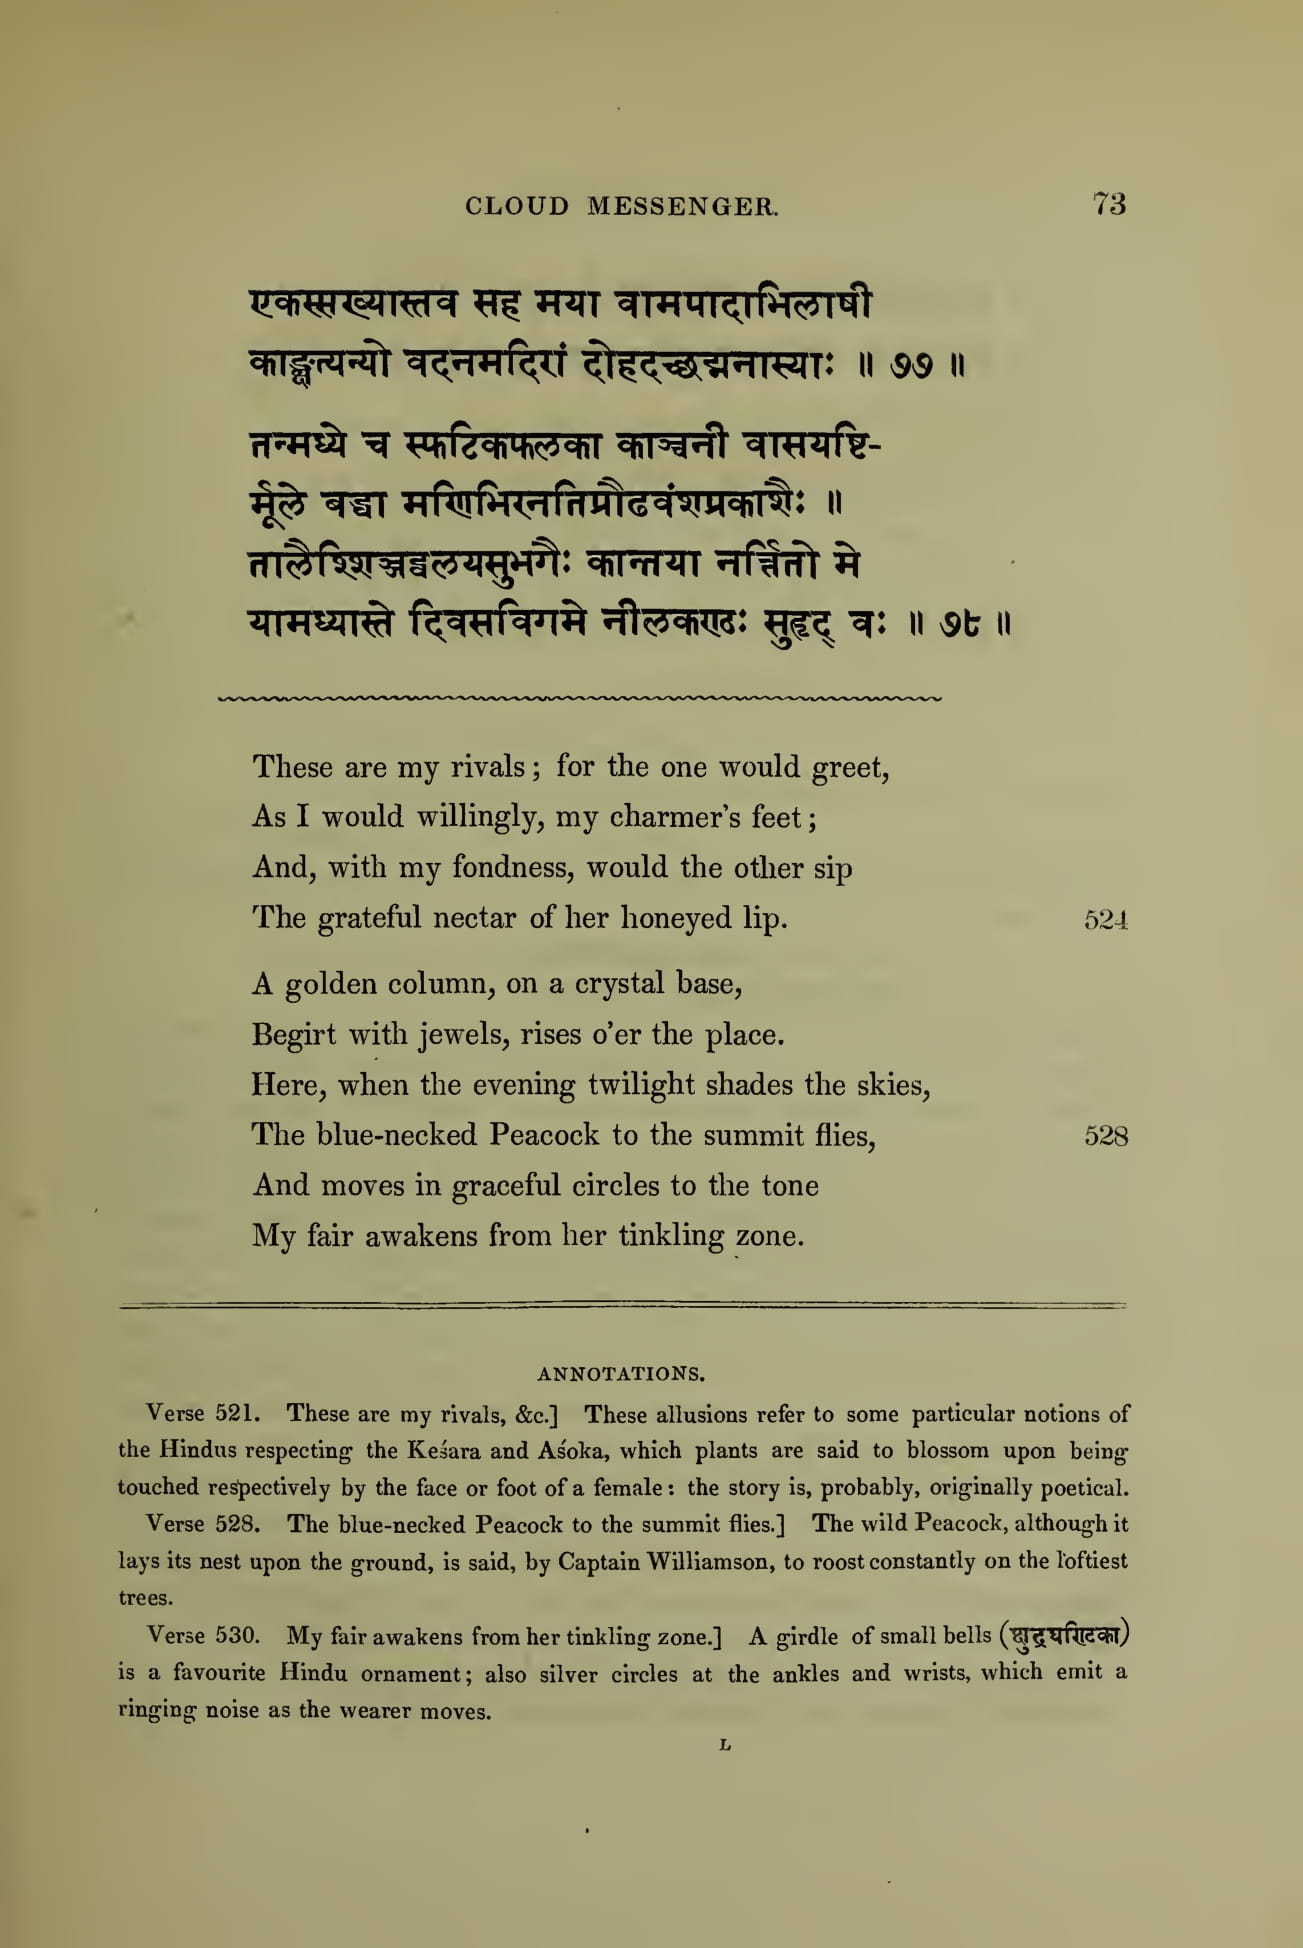 CLOUD MESSENGER. 73
एकस्सख्यास्तव सह मया वामपादाभिलाषी
काङ्क्षत्यन्यो वदनमदिरां दोहदच्छद्मनास्याः ॥ ७७ ॥
तन्मध्ये च स्फटिकफलका काञ्चनी वासयष्टि-
र्मूले बद्धा मणिभिरनतिप्रौढवंशप्रकाशैः ॥
तालैश्शिञ्जद्वलयसुभगैः कान्तया नर्त्तितो मे
यामध्यास्ते दिवसविगमे नीलकण्ठः सुहृद् वः ॥ ७८ ॥
These are my rivals; for the one would greet,
As I would willingly, my charmer's feet;
And, with my fondness, would the other sip
The grateful nectar of her honeyed lip. 524
A golden column, on a crystal base,
Begirt with jewels, rises o'er the place.
Here, when the evening twilight shades the skies,
The blue-necked Peacock to the summit flies, 528
And moves in graceful circles to the tone
My fair awakens from her tinkling zone.
ANNOTATIONS.
Verse 521. These are my rivals, &c.] These allusions refer to some particular notions of
the Hindus respecting the Keśara and Aśoka, which plants are said to blossom upon being
touched respectively by the face or foot of a female: the story is, probably, originally poetical.
Verse 528. The blue-necked Peacock to the summit flies.] The wild Peacock, although it
lays its nest upon the ground, is said, by Captain Williamson, to roost constantly on the loftiest
trees.
Verse 530. My fair awakens from her tinkling zone.] A girdle of small bells (क्षुद्रघण्टिका)
is a favourite Hindu ornament; also silver circles at the ankles and wrists, which emit a
ringing noise as the wearer moves.
L